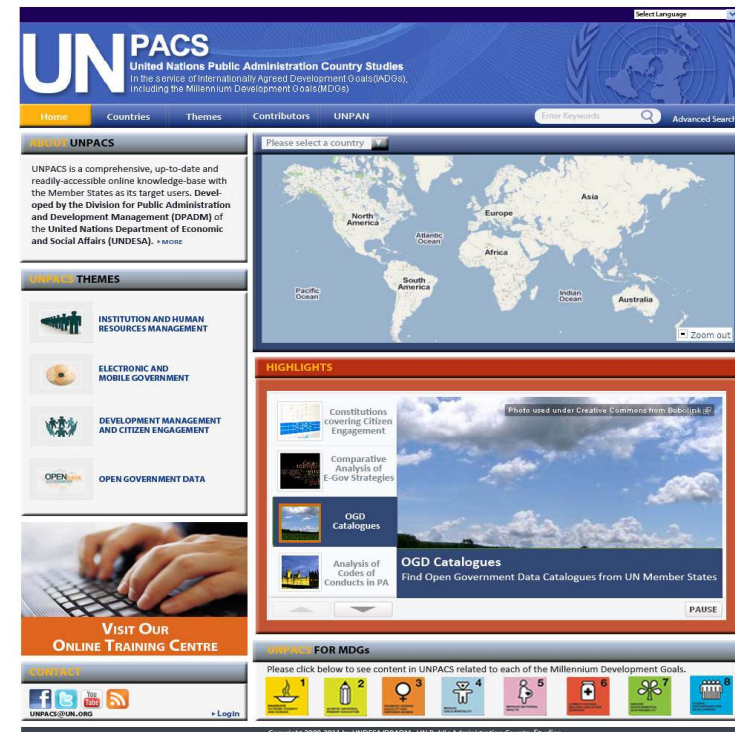 Select Language
UNPACS
United Nations Public Administration Country Studies
In the service of Internationally Agreed Development Goals(IADGs),
including the Millennium Development Goals(MDGs)
Home
Countries
Themes
Contributors
UNPAN
Enter Keywords
Advanced Search
ABOUT UNPACS
UNPACS is a comprehensive, up-to-date and
readily-accessible online knowledge-base with
the Member States as its target users. Devel-
oped by the Division for Public Administration
and Development Management (DPADM) of
the United Nations Department of Economic
and Social Affairs (UNDESA). ▸MORE
UNPACS THEMES
INSTITUTION AND HUMAN
RESOURCES MANAGEMENT
ELECTRONIC AND
MOBILE GOVERNMENT
DEVELOPMENT MANAGEMENT
AND CITIZEN ENGAGEMENT
OPEN
OPEN GOVERNMENT DATA
VISIT OUR
ONLINE TRAINING CENTRE
CONTACT
You
Tube
UNPACS@UN.ORG
▸Login
Please select a country
North
America
Atlantic
Ocean
Europe
Asia
Africa
South
America
Pacific
Ocean
Indian
Ocean
Australia
Zoom out
HIGHLIGHTS
Constitutions
covering Citizen
Engagement
Comparative
Analysis of
E-Gov Strategies
OGD
Catalogues
Analysis of
Codes of
Conducts in PA
Photo used under Creative Commons from Bobolink
OGD Catalogues
Find Open Government Data Catalogues from UN Member States
PAUSE
UNPACS FOR MDGs
Please click below to see content in UNPACS related to each of the Millennium Development Goals.
1
2
3
4
5
6
7
8